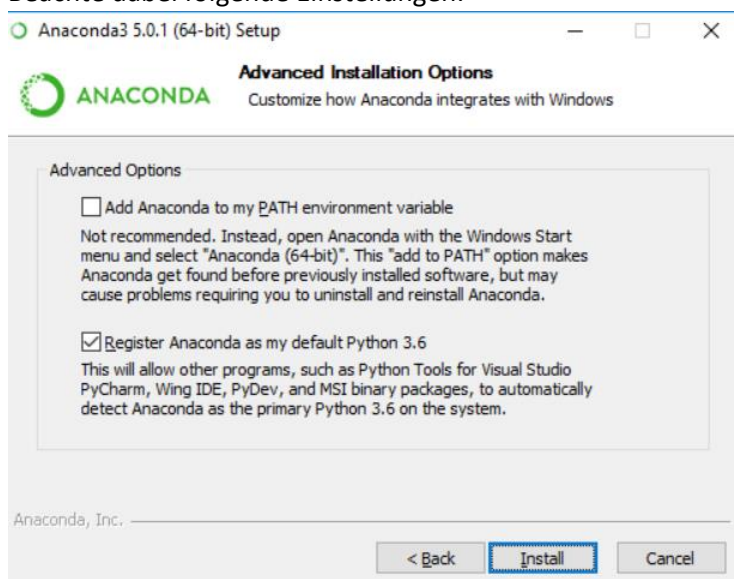 Beachte dabei folgende Einstellungen:
Anaconda3 5.0.1 (64-bit) Setup
ANACONDA
Advanced Installation Options
Customize how Anaconda integrates with Windows
Advanced Options
Add Anaconda to my PATH environment variable
Not recommended. Instead, open Anaconda with the Windows Start
menu and select "Anaconda (64-bit)". This "add to PATH" option makes
Anaconda get found before previously installed software, but may
cause problems requiring you to uninstall and reinstall Anaconda.
Register Anaconda as my default Python 3.6
This will allow other programs, such as Python Tools for Visual Studio
PyCharm, Wing IDE, PyDev, and MSI binary packages, to automatically
detect Anaconda as the primary Python 3.6 on the system.
Anaconda, Inc.
< Back
Install
Cancel